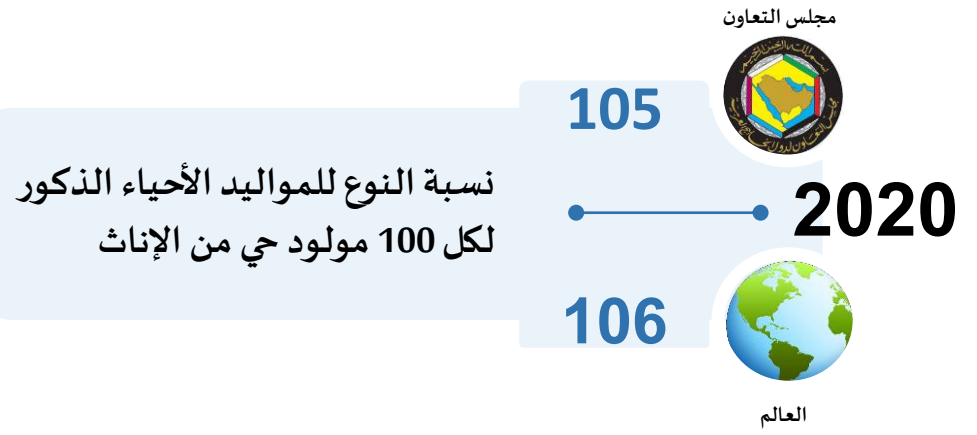 مجلس التعاون
105
نسبة النوع للمواليد الأحياء الذكور
لكل 100 مولود حي من الإناث
2020
106
العالم